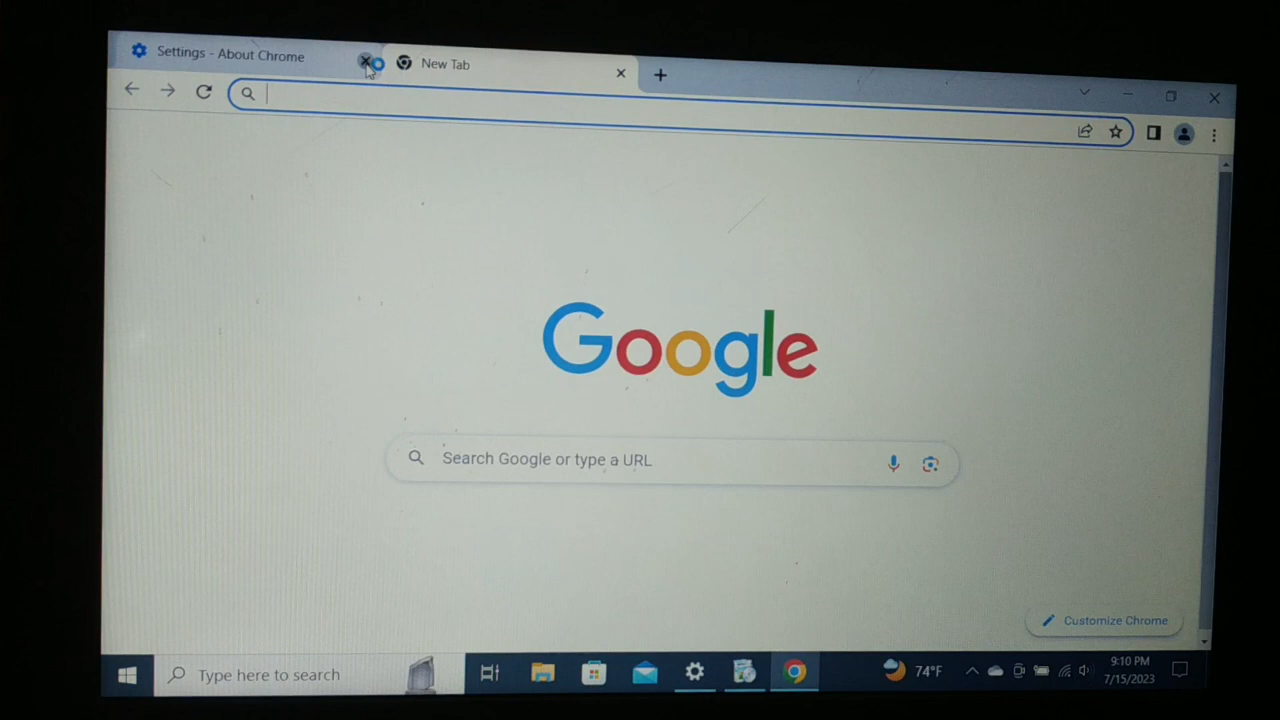 Settings - About Chrome
New Tab
Google
Search Google or type a URL
Customize Chrome
Type here to search
74°F
9:10 PM
7/15/2023